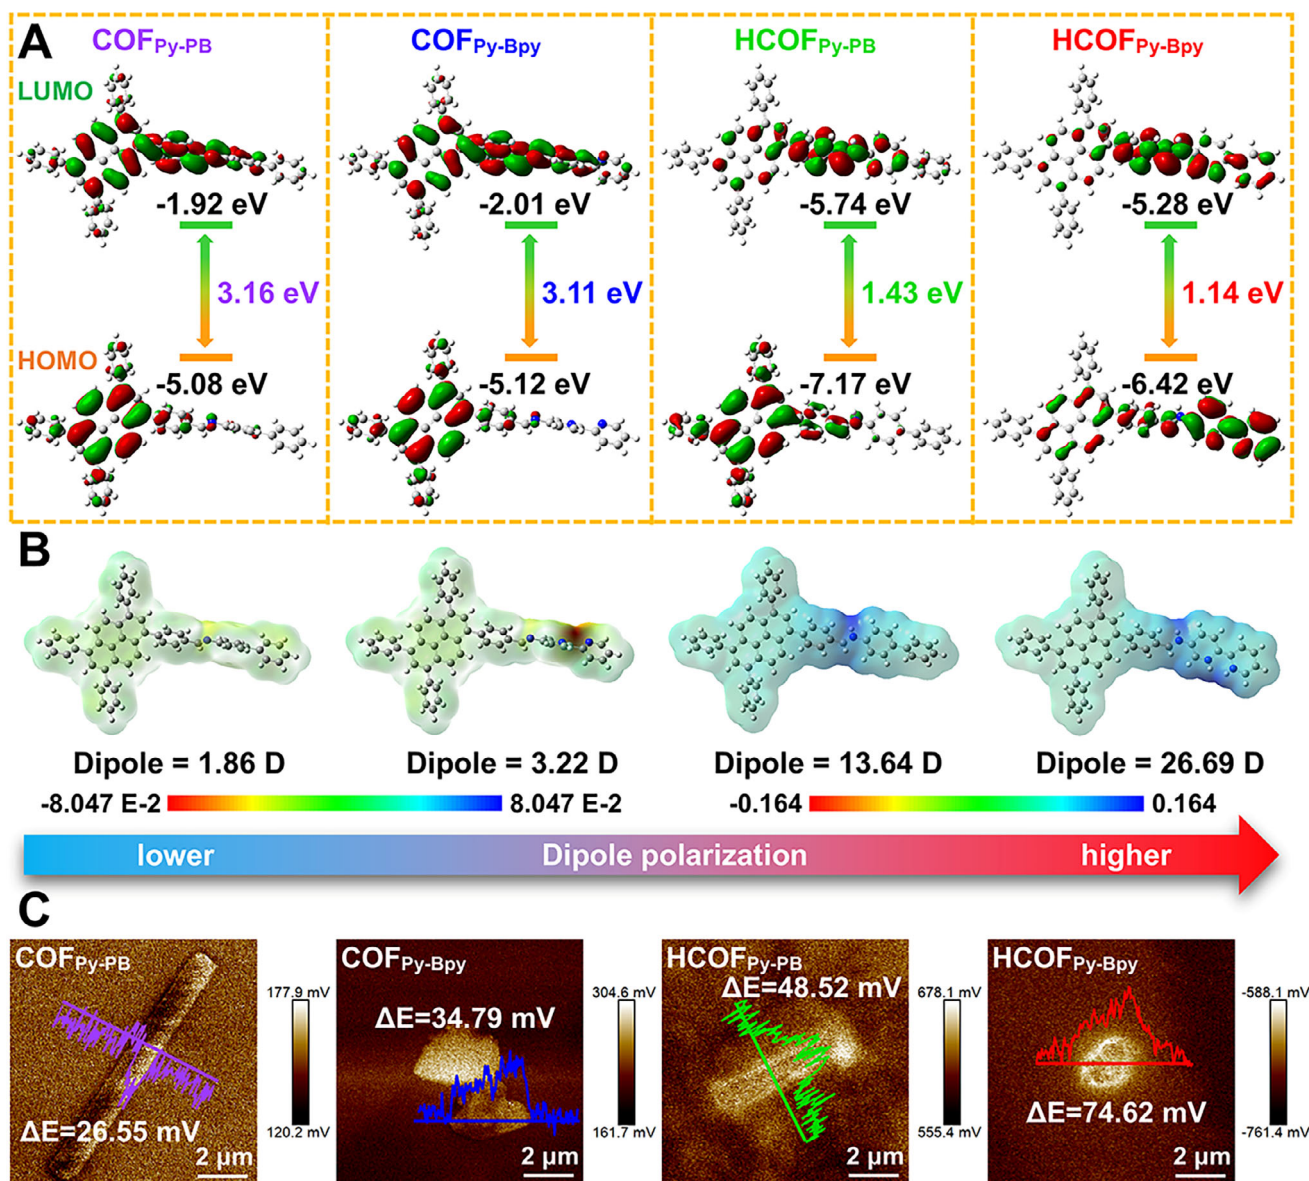 A
COFPy-PB
COFPy-Bpy
HCOFPy-PB
HCOFPy-Bpy
LUMO
-1.92 eV
-2.01 eV
-5.74 eV
-5.28 eV
3.16 eV
3.11 eV
1.43 eV
1.14 eV
HOMO
-5.08 eV
-5.12 eV
-7.17 eV
-6.42 eV
B
Dipole = 1.86 D
Dipole = 3.22 D
Dipole = 13.64 D
Dipole = 26.69 D
-8.047 E-2
8.047 E-2
-0.164
0.164
lower
Dipole polarization
higher
C
COFPy-PB
ΔE=26.55 mV
2 μm
177.9 mV
120.2 mV
COFPy-Bpy
ΔE=34.79 mV
2 μm
304.6 mV
161.7 mV
HCOFPy-PB
ΔE=48.52 mV
2 μm
678.1 mV
555.4 mV
HCOFPy-Bpy
ΔE=74.62 mV
2 μm
-588.1 mV
-761.4 mV